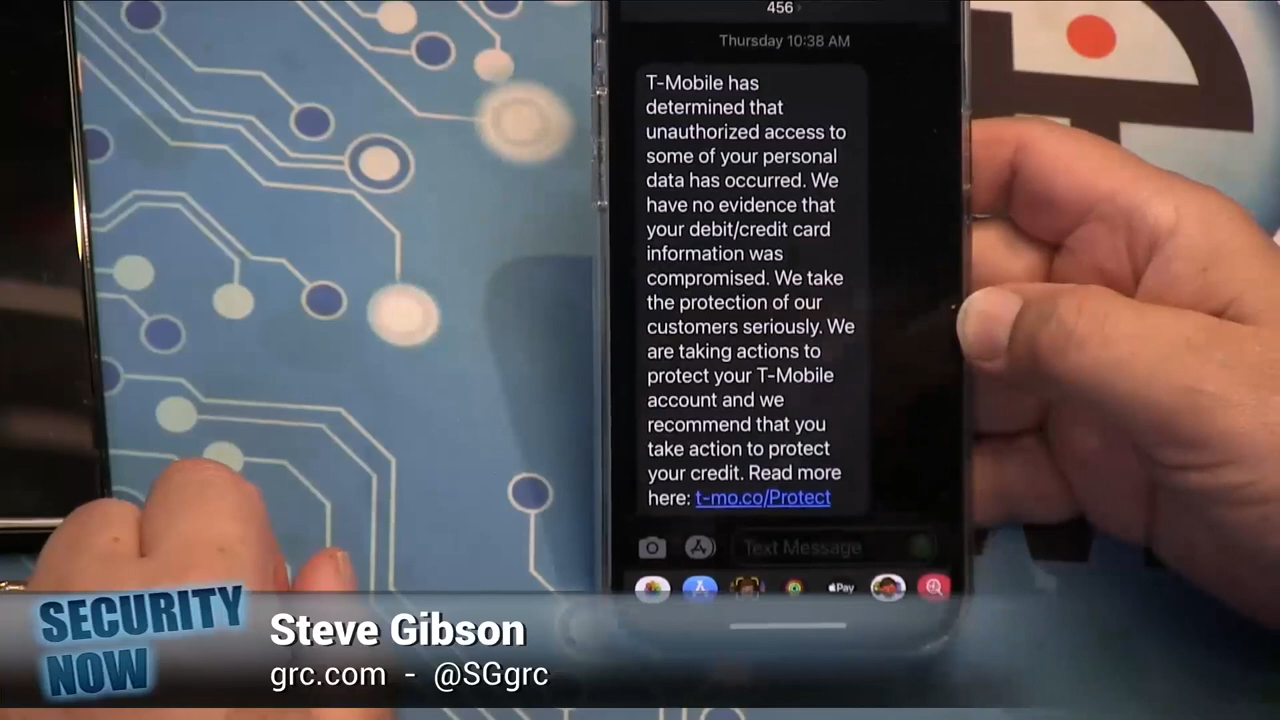 456
Thursday 10:38 AM
T-Mobile has
determined that
unauthorized access to
some of your personal
data has occurred. We
have no evidence that
your debit/credit card
information was
compromised. We take
the protection of our
customers seriously. We
are taking actions to
protect your T-Mobile
account and we
recommend that you
take action to protect
your credit. Read more
here: t-mo.co/Protect
Text Message
Pay
SECURITY
NOW
Steve Gibson
grc.com - @SGgrc